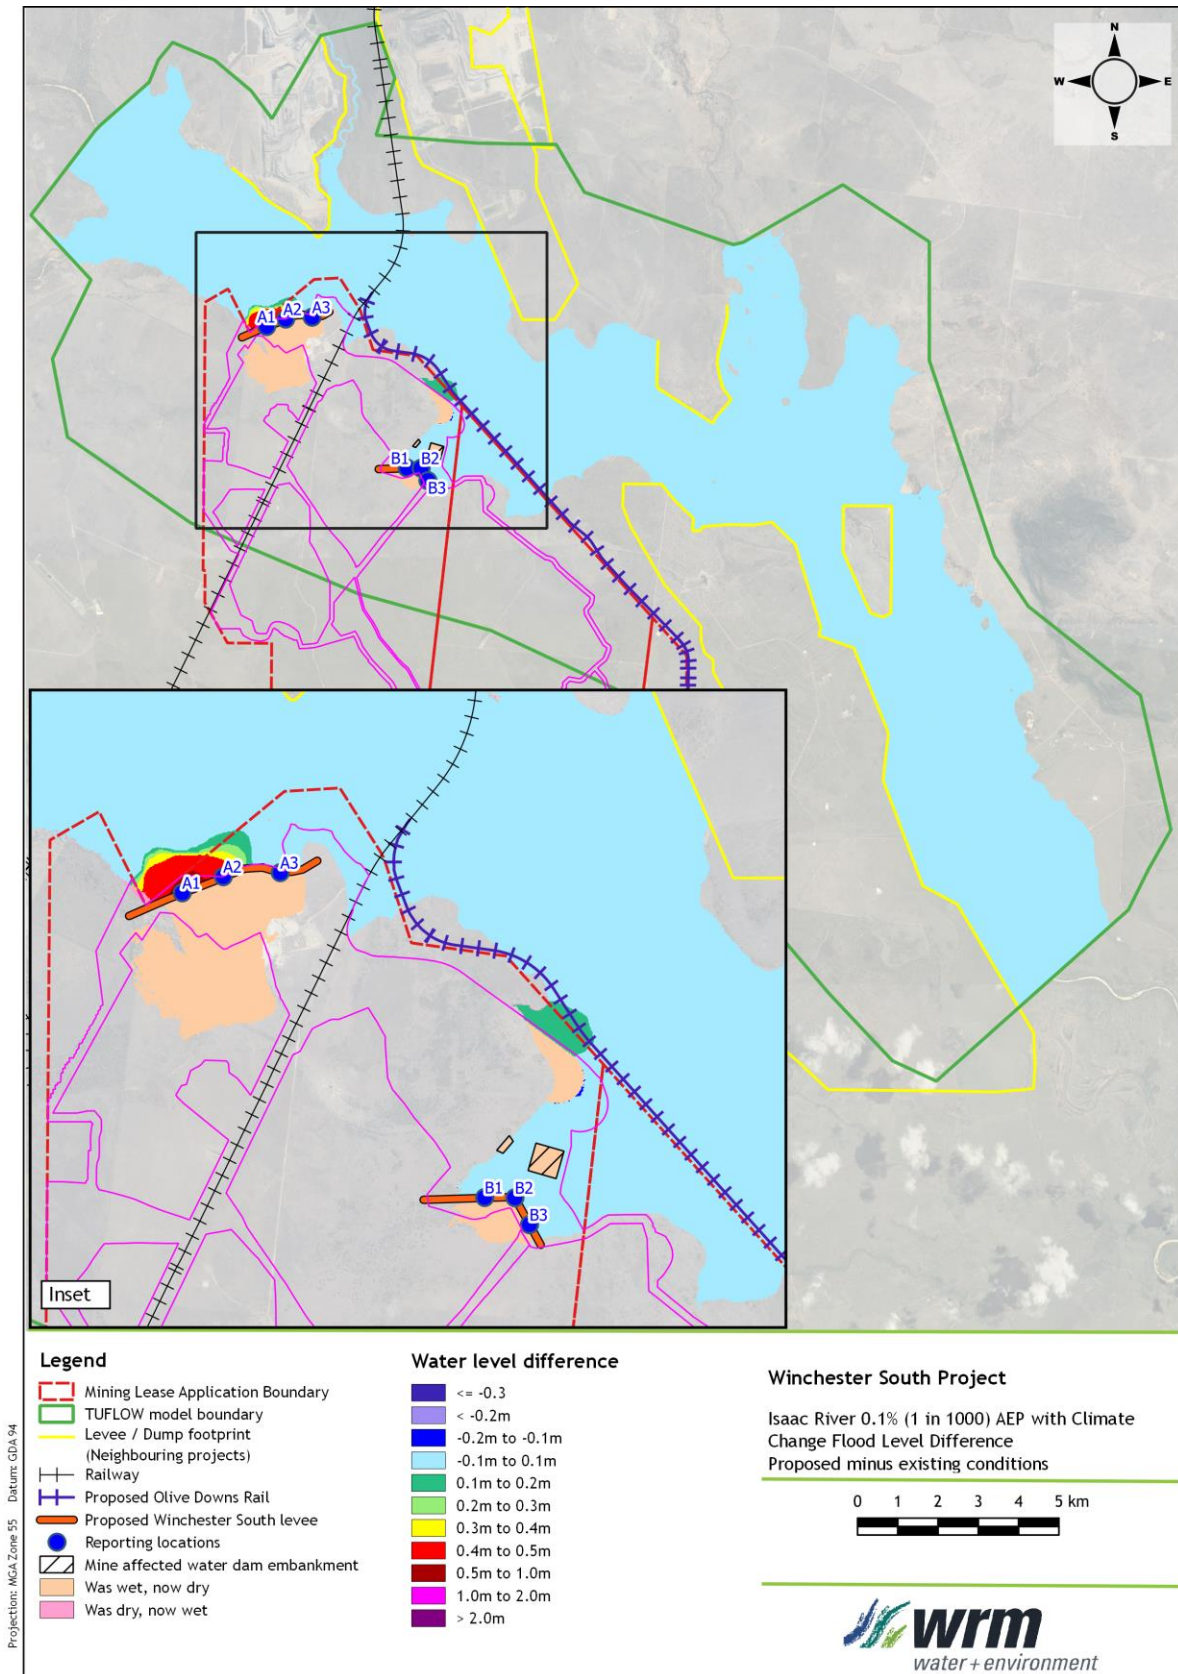 N
W
E
S
A1
A2
A3
B1
B2
B3
A1
A2
A3
B1
B2
B3
Inset
Projection: MGA Zone 55 Datum: GDA 94
Legend
Mining Lease Application Boundary
TUFLOW model boundary
Levee / Dump footprint
(Neighbouring projects)
Railway
Proposed Olive Downs Rail
Proposed Winchester South levee
Reporting locations
Mine affected water dam embankment
Was wet, now dry
Was dry, now wet
Water level difference
<= -0.3
< -0.2m
-0.2m to -0.1m
-0.1m to 0.1m
0.1m to 0.2m
0.2m to 0.3m
0.3m to 0.4m
0.4m to 0.5m
0.5m to 1.0m
1.0m to 2.0m
> 2.0m
Winchester South Project
Isaac River 0.1% (1 in 1000) AEP with Climate
Change Flood Level Difference
Proposed minus existing conditions
0 1 2 3 4 5 km
wrm
water + environment